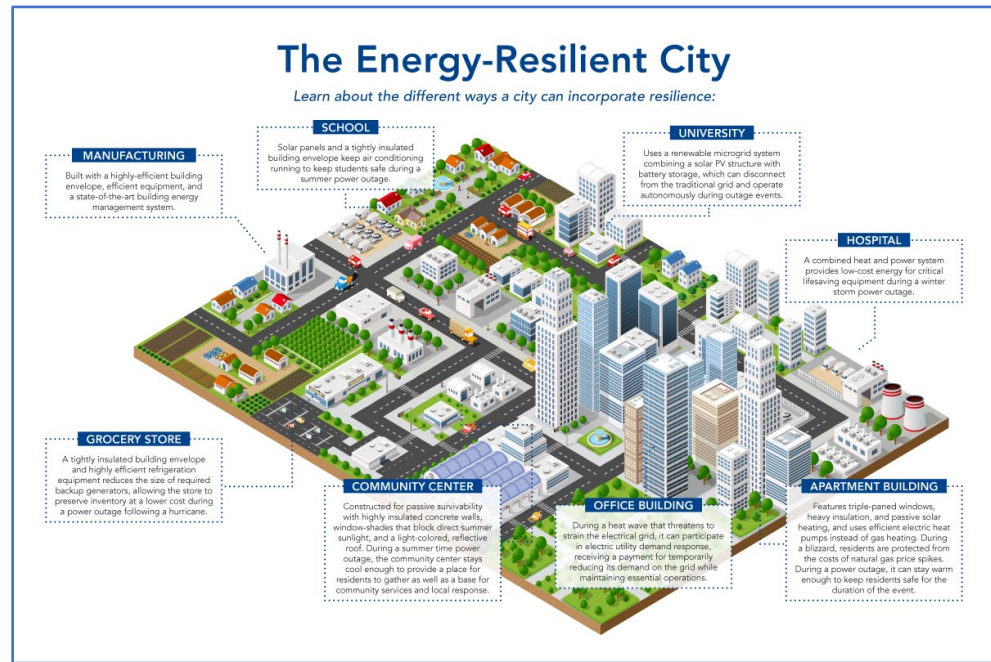 The Energy-Resilient City
Learn about the different ways a city can incorporate resilience:
SCHOOL
Solar panels and a tightly insulated
building envelope keep air conditioning
running to keep students safe during a
summer power outage.
UNIVERSITY
Uses a renewable microgrid system
combining a solar PV structure with
battery storage, which can disconnect
from the traditional grid and operate
autonomously during outage events.
MANUFACTURING
Built with a highly-efficient building
envelope, efficient equipment, and
a state-of-the-art building energy
management system.
HOSPITAL
A combined heat and power system
provides low-cost energy for critical
lifesaving equipment during a winter
storm power outage.
GROCERY STORE
A tightly insulated building envelope
and highly efficient refrigeration
equipment reduces the size of required
backup generators, allowing the store to
preserve inventory at a lower cost during
a power outage following a hurricane.
COMMUNITY CENTER
Constructed for passive survivability
with highly insulated concrete walls,
window-shades that block direct summer
sunlight, and a light-colored, reflective
roof. During a summer time power
outage, the community center stays
cool enough to provide a place for
residents to gather as well as a base for
community services and local response.
OFFICE BUILDING
During a heat wave that threatens to
strain the electrical grid, it can participate
in electric utility demand response,
receiving a payment for temporarily
reducing its demand on the grid while
maintaining essential operations.
APARTMENT BUILDING
Features triple-paned windows,
heavy insulation, and passive solar
heating, and uses efficient electric heat
pumps instead of gas heating. During
a blizzard, residents are protected from
the costs of natural gas price spikes.
During a power outage, it can stay warm
enough to keep residents safe for the
duration of the event.